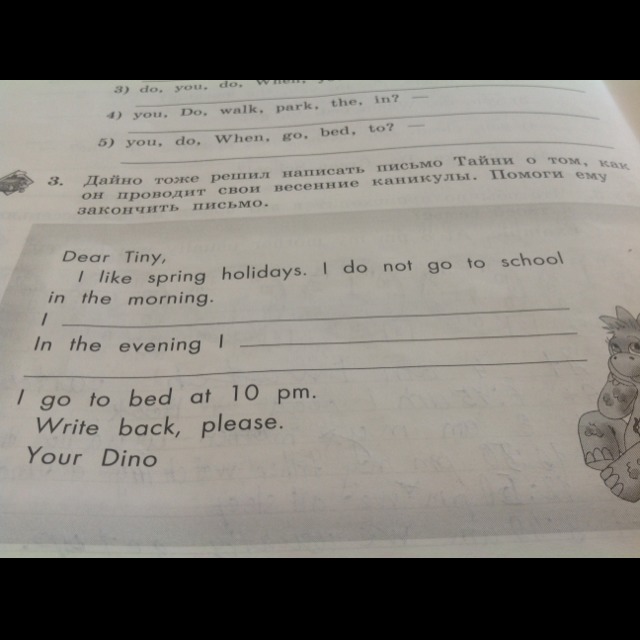 3) do, you, do, When,
4) you, Do, walk, park, the, in? —
5) you, do, When, go, bed, to? —
3. Дайно тоже решил написать письмо Тайни о том, как
он проводит свои весенние каникулы. Помоги ему
закончить письмо.
Dear Tiny,
I like spring holidays. I do not go to school
in the morning.
I
In the evening I
I go to bed at 10 pm.
Write back, please.
Your Dino